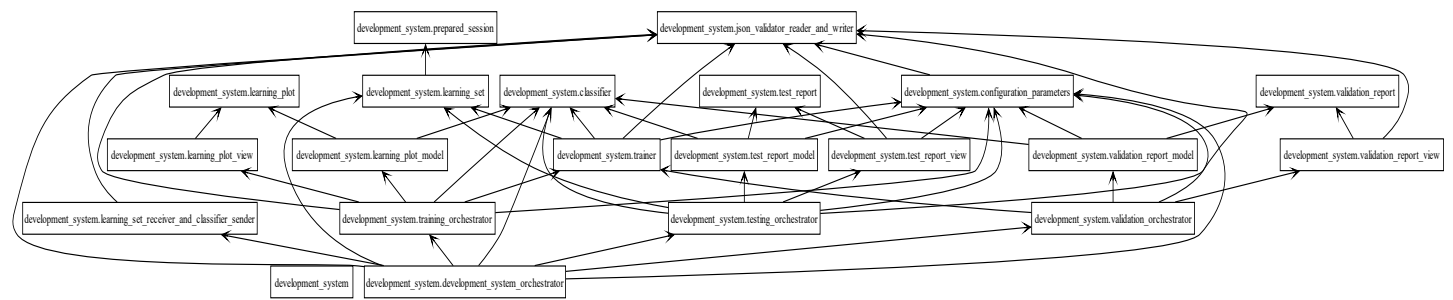 development_system.prepared_session
development_system.json_validator_reader_and_writer
development_system.learning_plot
development_system.learning_set
development_system.classifier
development_system.test_report
development_system.configuration_parameters
development_system.validation_report
development_system.learning_plot_view
development_system.learning_plot_model
development_system.trainer
development_system.test_report_model
development_system.test_report_view
development_system.validation_report_model
development_system.validation_report_view
development_system.learning_set_receiver_and_classifier_sender
development_system.training_orchestrator
development_system.testing_orchestrator
development_system.validation_orchestrator
development_system
development_system.development_system_orchestrator